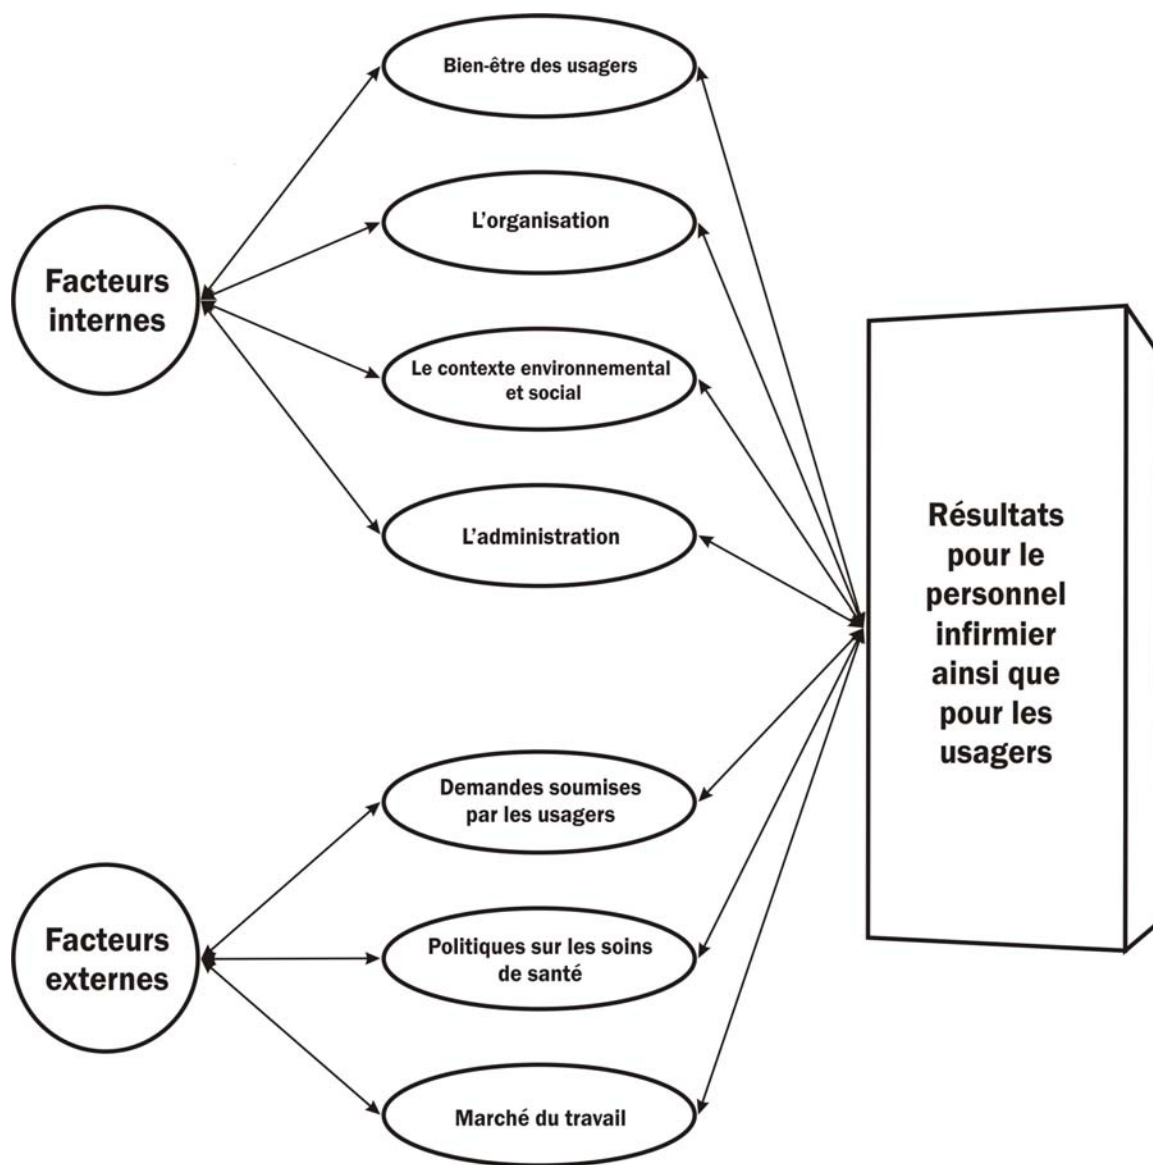 Bien-être des usagers
L'organisation
Facteurs
internes
Le contexte environnemental
et social
L'administration
Résultats
pour le
personnel
infirmier
ainsi que
pour les
usagers
Demandes soumises
par les usagers
Facteurs
externes
Politiques sur les soins
de santé
Marché du travail